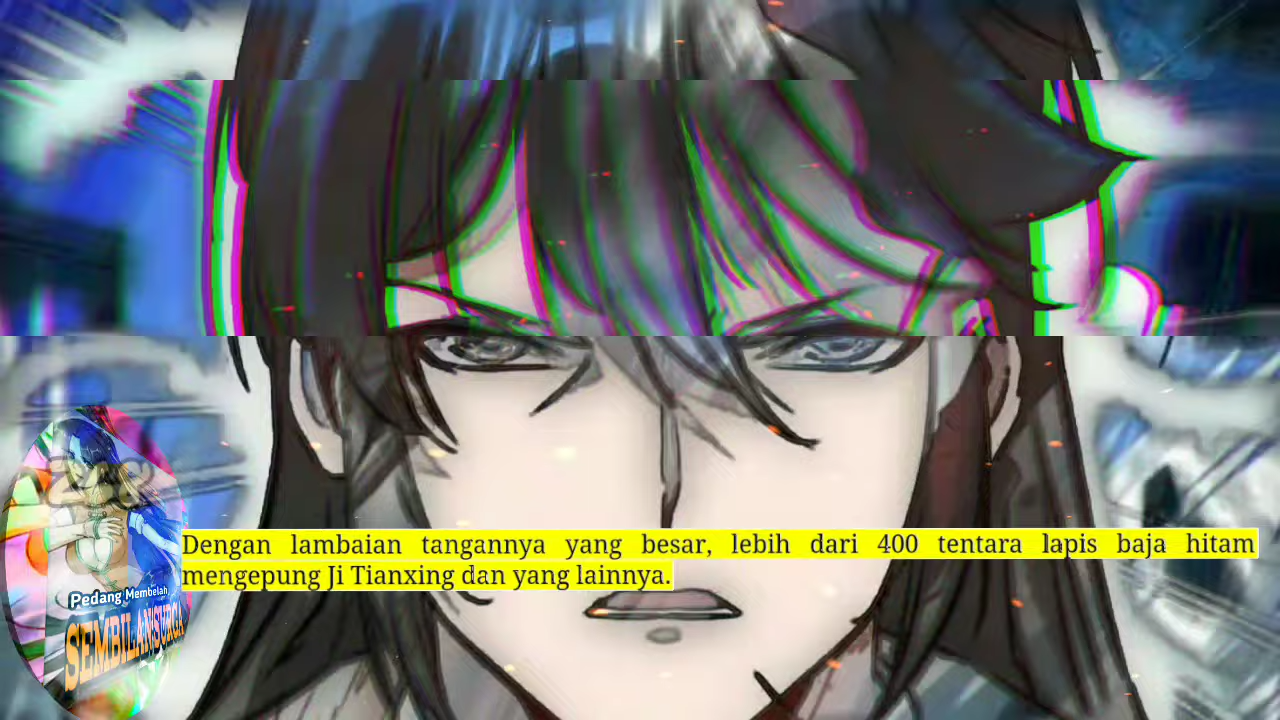 Dengan lambaian tangannya yang besar, lebih dari 400 tentara lapis baja hitam
mengepung Ji Tianxing dan yang lainnya.
Pedang Membelah
SEMBILAN SURGA